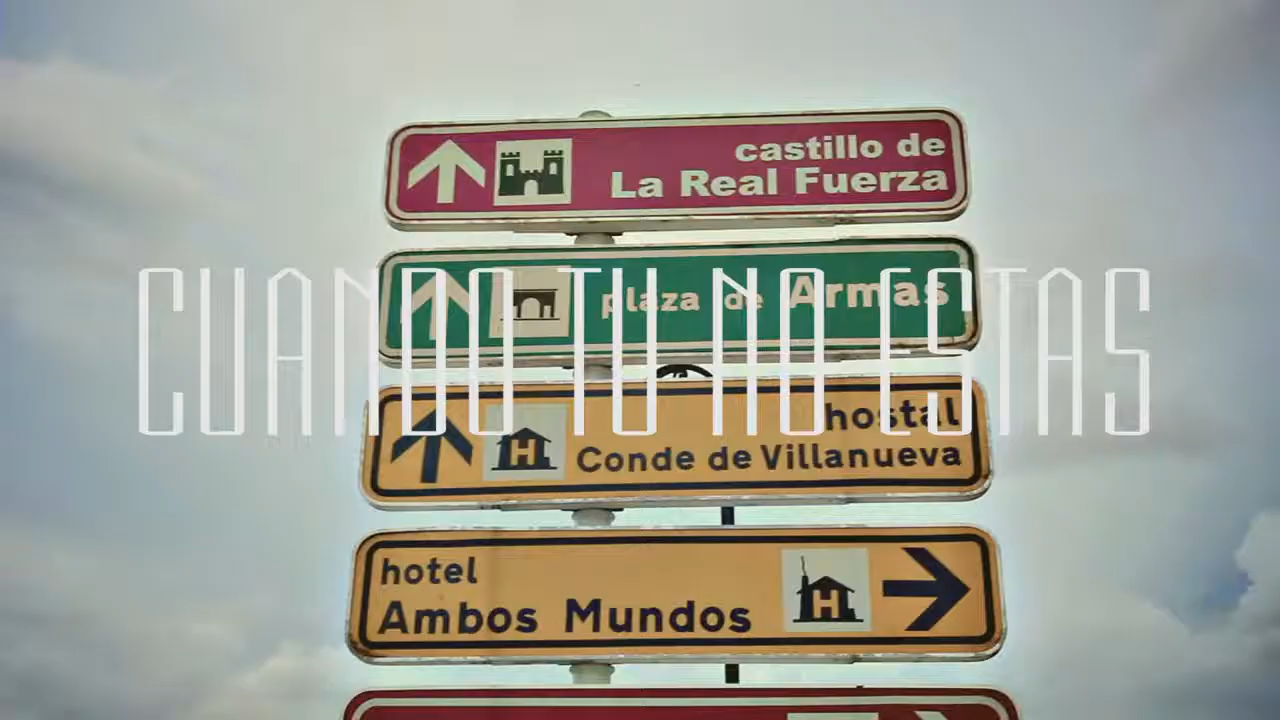 castillo de
La Real Fuerza
CUANDO TU NO ESTAS
plaza de Armas
hostal
Conde de Villanueva
hotel
Ambos Mundos